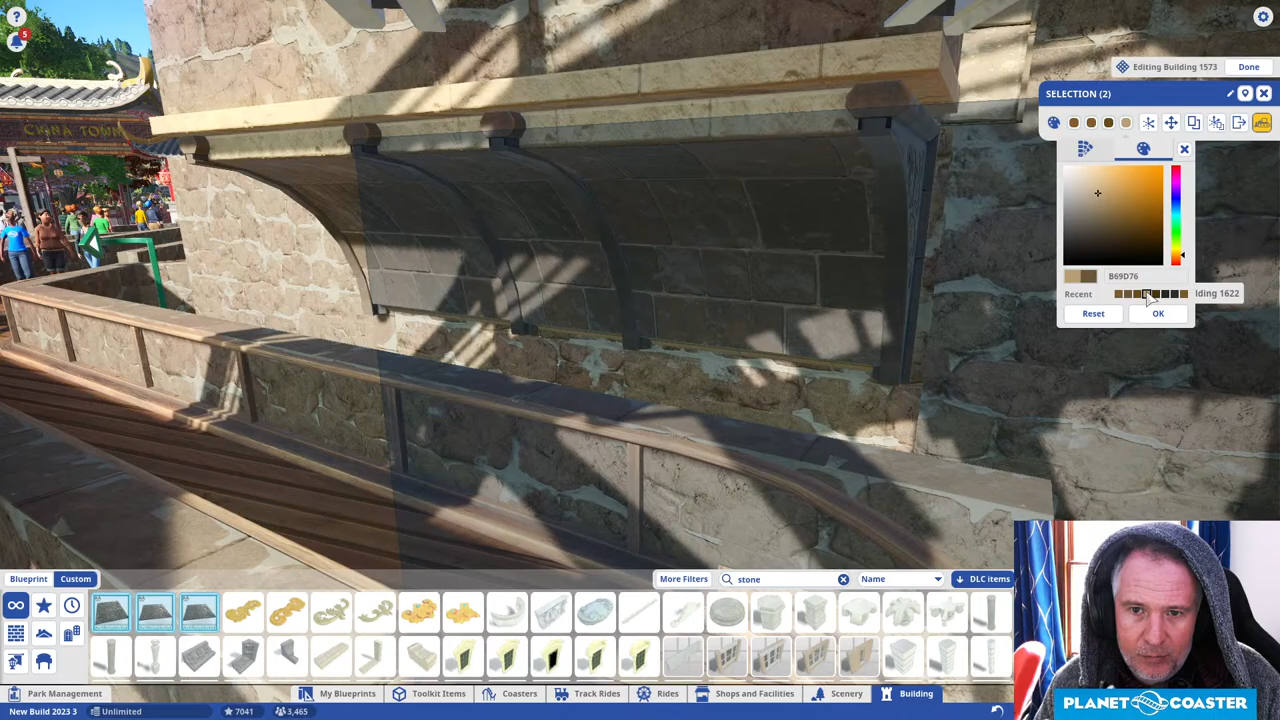 ?
5
CHINA TOWN
Editing Building 1573
Done
SELECTION (2)
B69D76
Recent
lding 1622
Reset
OK
Blueprint
Custom
More Filters
stone
Name
DLC items
Park Management
My Blueprints
Toolkit Items
Coasters
Track Rides
Rides
Shops and Facilities
Scenery
Building
New Build 2023 3
Unlimited
7041
3,465
PLANET COASTER